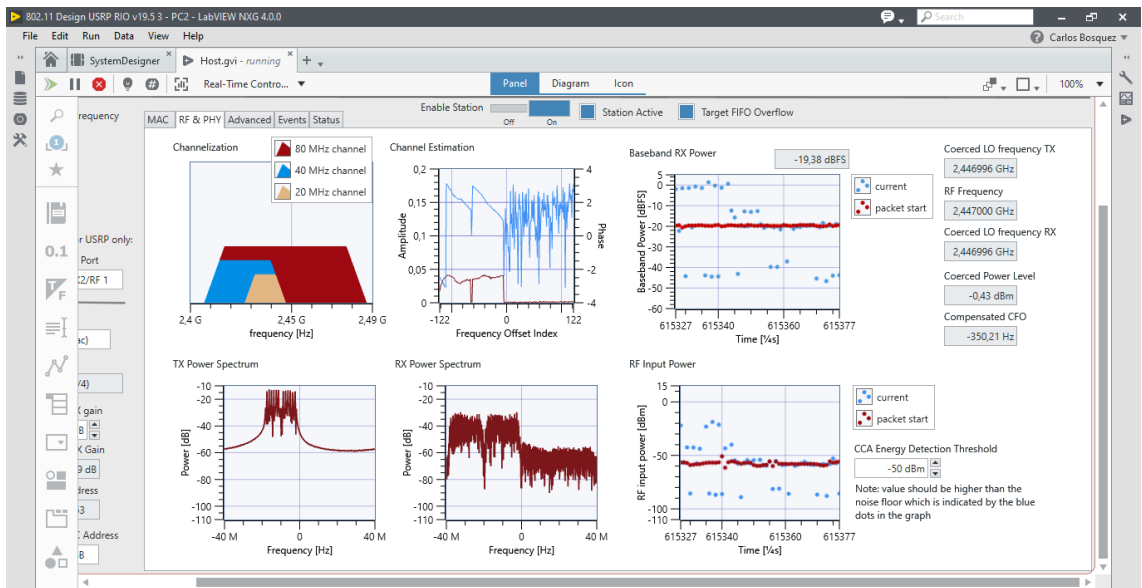 802.11 Design USRP RIO v19.5 3 - PC2 - LabVIEW NXG 4.0.0
Search
File Edit Run Data View Help
Carlos Bosquez
SystemDesigner
Host.gvi - running
Real-Time Contro...
Panel Diagram Icon
100%
requency
Enable Station
Off On
Station Active
Target FIFO Overflow
MAC RF & PHY Advanced Events Status
Channelization
80 MHz channel
40 MHz channel
20 MHz channel
2,4 G 2,45 G 2,49 G
frequency [Hz]
Channel Estimation
0,2
0,15
0,1
0,05
0
Amplitude
4
2
0
-2
-4
Phase
-122 0 122
Frequency Offset Index
Baseband RX Power
-19,38 dBFS
current
packet start
5
0
-10
-20
-30
-40
-50
-60
Baseband Power [dBFS]
615327 615340 615360 615377
Time [¼s]
Coerced LO frequency TX
2,446996 GHz
RF Frequency
2,447000 GHz
Coerced LO frequency RX
2,446996 GHz
Coerced Power Level
-0,43 dBm
Compensated CFO
-350,21 Hz
1
0.1
T F
r USRP only:
Port
X2/RF 1
ac)
/4)
X gain
B
X Gain
9 dB
dress
53
C Address
B
TX Power Spectrum
-10
-20
-40
-60
-80
-100
-110
Power [dB]
-40 M 0 40 M
Frequency [Hz]
RX Power Spectrum
-10
-20
-40
-60
-80
-100
-110
Power [dB]
-40 M 0 40 M
Frequency [Hz]
RF Input Power
15
0
-50
-100
-110
RF input power [dBm]
615327 615340 615360 615377
Time [¼s]
current
packet start
CCA Energy Detection Threshold
-50 dBm
Note: value should be higher than the
noise floor which is indicated by the blue
dots in the graph